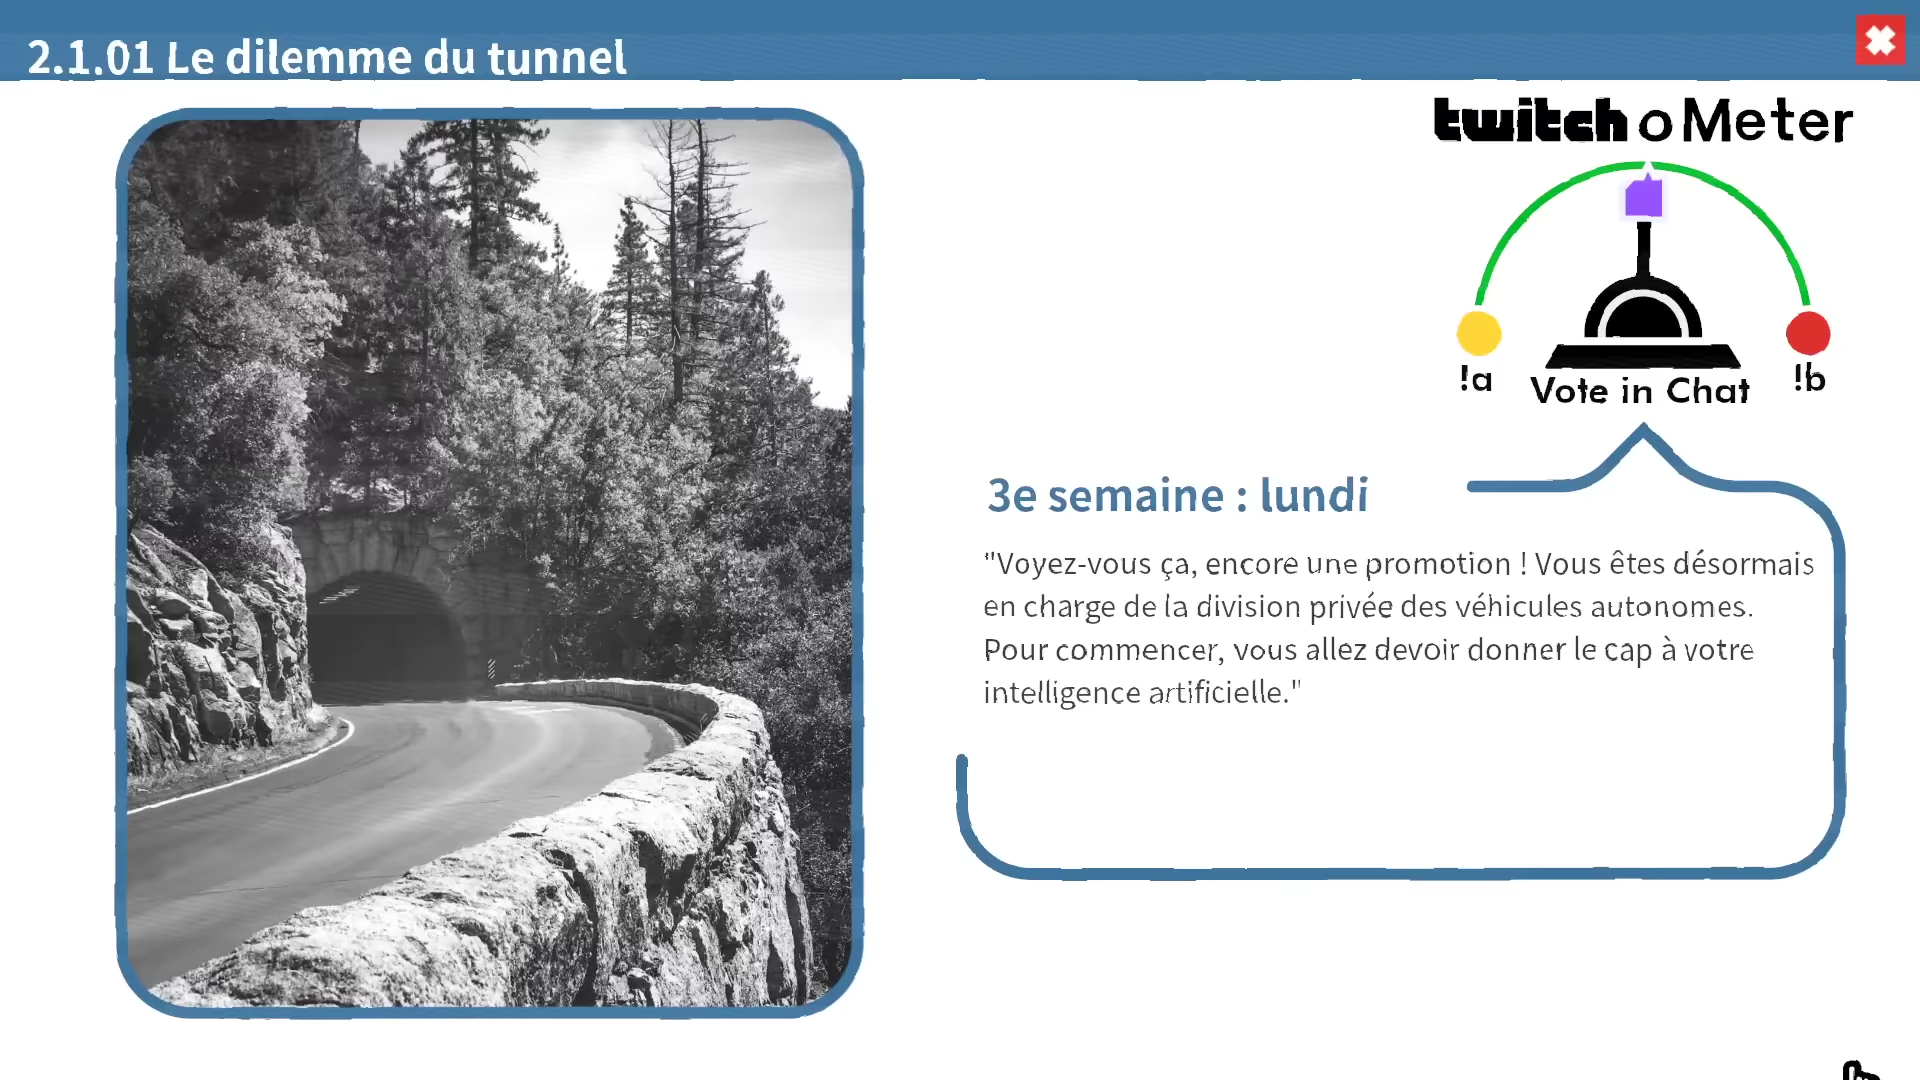 2.1.01 Le dilemme du tunnel
twitch o Meter
!a
Vote in Chat
!b
3e semaine : lundi
"Voyez-vous ça, encore une promotion ! Vous êtes désormais
en charge de la division privée des véhicules autonomes.
Pour commencer, vous allez devoir donner le cap à votre
intelligence artificielle."